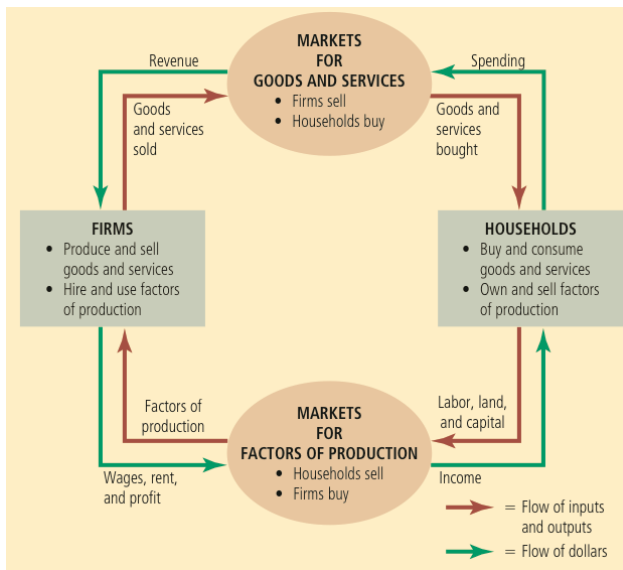 MARKETS
FOR
GOODS AND SERVICES
• Firms sell
• Households buy
Revenue
Spending
Goods
and services
sold
Goods and
services
bought
FIRMS
• Produce and sell
goods and services
• Hire and use factors
of production
HOUSEHOLDS
• Buy and consume
goods and services
• Own and sell factors
of production
Factors of
production
Labor, land,
and capital
MARKETS
FOR
FACTORS OF PRODUCTION
• Households sell
• Firms buy
Wages, rent,
and profit
Income
= Flow of inputs
and outputs
= Flow of dollars